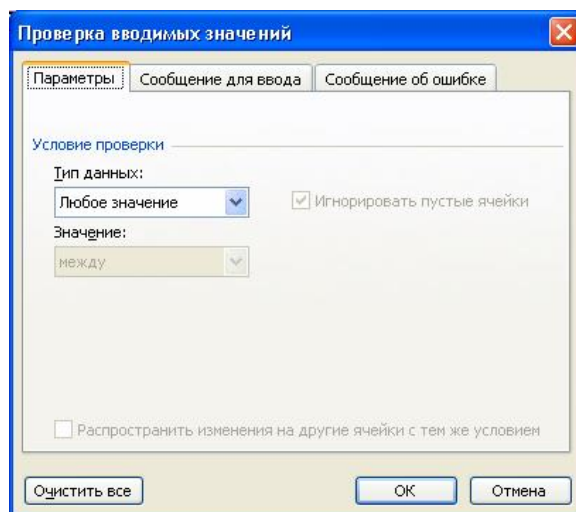 Проверка вводимых значений
Параметры Сообщение для ввода Сообщение об ошибке
Условие проверки
Тип данных:
Любое значение Игнорировать пустые ячейки
Значение:
между
Распространить изменения на другие ячейки с тем же условием
Очистить все ОК Отмена